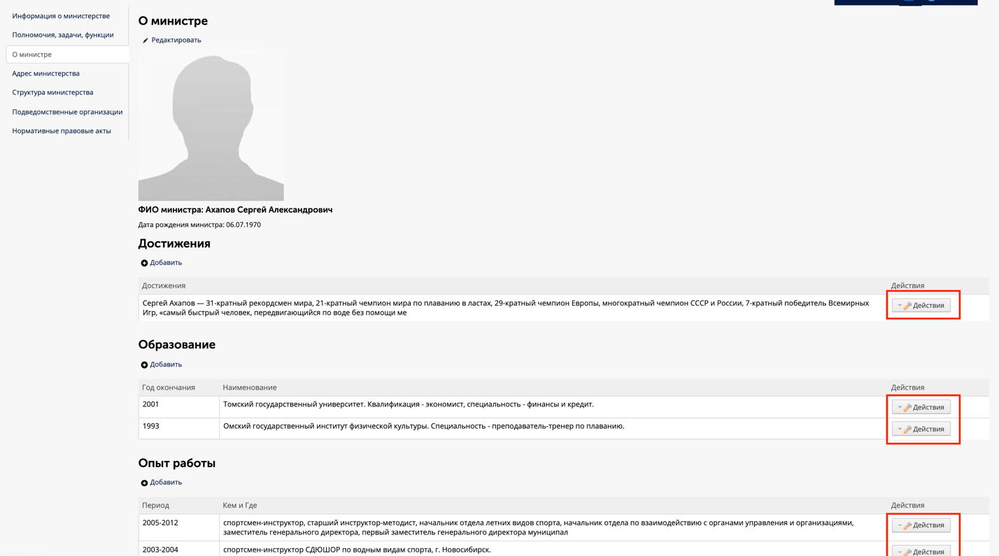 Информация о министерстве
Полномочия, задачи, функции
О министре
Адрес министерства
Структура министерства
Подведомственные организации
Нормативные правовые акты
О министре
Редактировать
ФИО министра: Ахапов Сергей Александрович
Дата рождения министра: 06.07.1970
Достижения
Добавить
Достижения Действия
Сергей Ахапов — 31-кратный рекордсмен мира, 21-кратный чемпион мира по плаванию в ластах, 29-кратный чемпион Европы, многократный чемпион СССР и России, 7-кратный победитель Всемирных
Игр, «самый быстрый человек, передвигающийся по воде без помощи ме
Действия
Образование
Добавить
Год окончания Наименование Действия
2001 Томский государственный университет. Квалификация - экономист, специальность - финансы и кредит. Действия
1993 Омский государственный институт физической культуры. Специальность - преподаватель-тренер по плаванию. Действия
Опыт работы
Добавить
Период Кем и Где Действия
2005-2012 спортсмен-инструктор, старший инструктор-методист, начальник отдела летних видов спорта, начальник отдела по взаимодействию с органами управления и организациями, Действия
заместитель генерального директора, первый заместитель генерального директора муниципал
2003-2004 спортсмен-инструктор СДЮШОР по водным видам спорта, г. Новосибирск. Действия